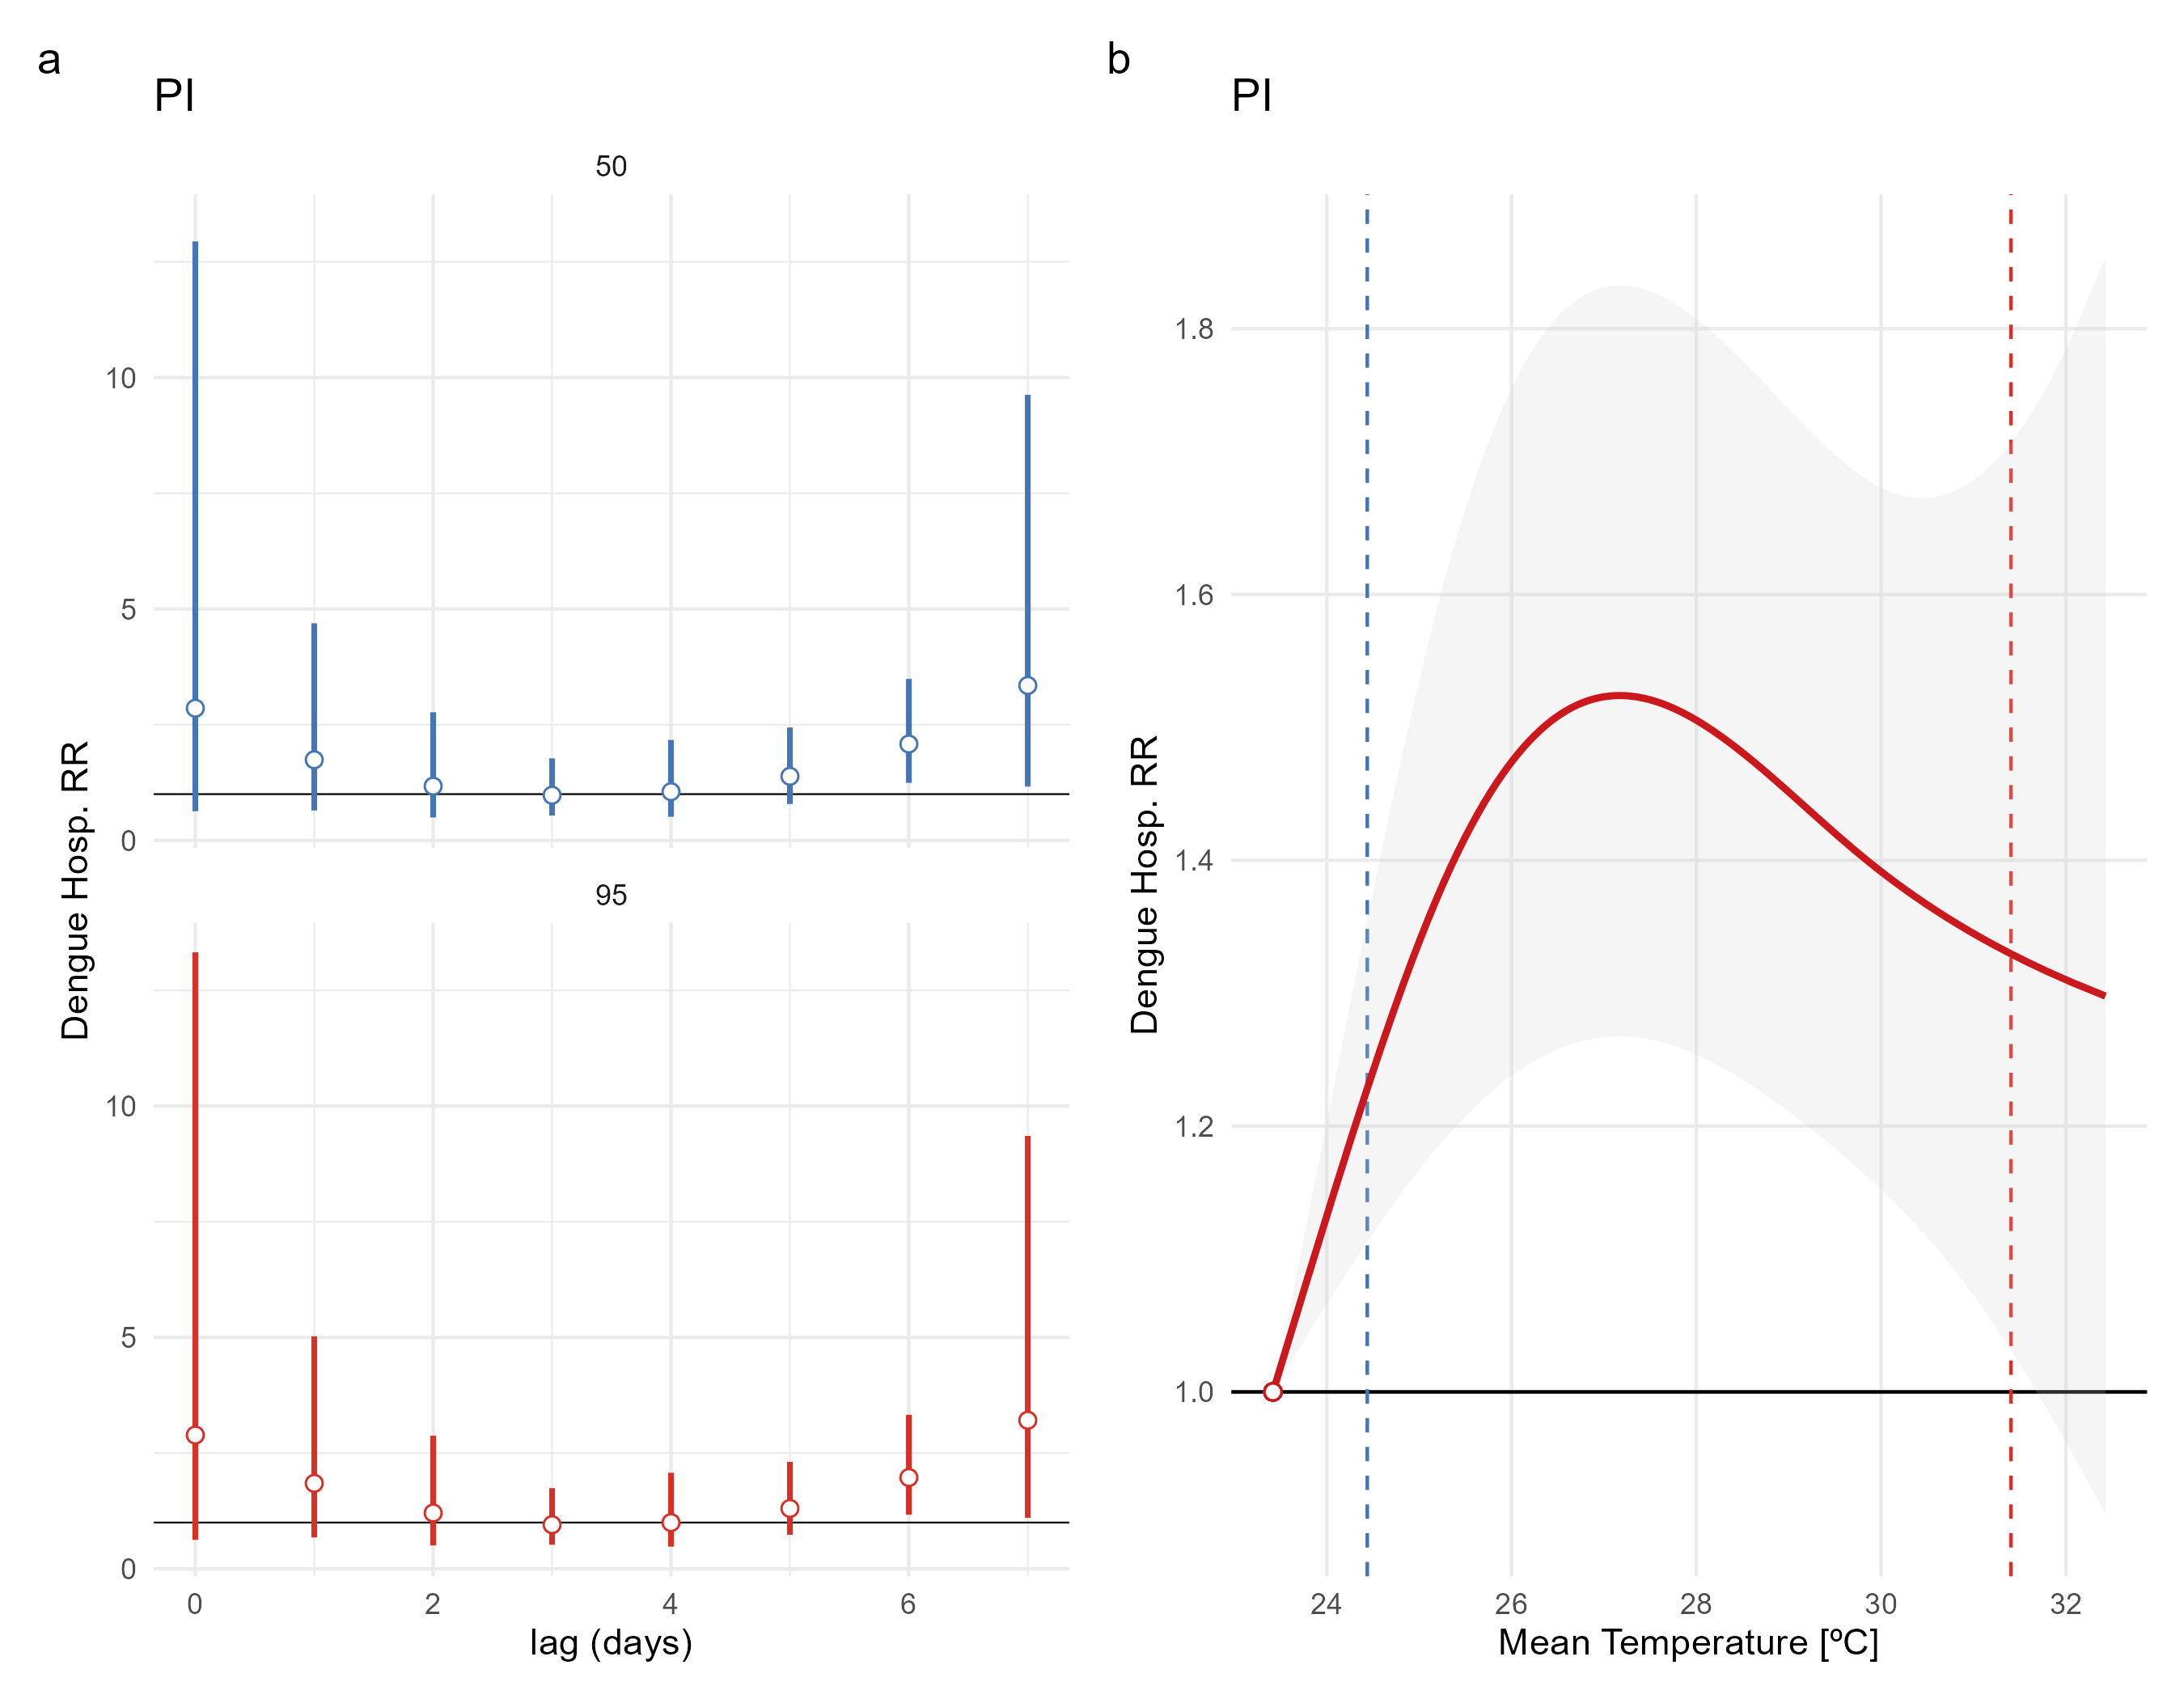 a
PI
50
10
5
0
95
10
5
0
0 2 4 6
lag (days)
Dengue Hosp. RR
b
PI
1.8
1.6
1.4
1.2
1.0
24 26 28 30 32
Mean Temperature [ºC]
Dengue Hosp. RR